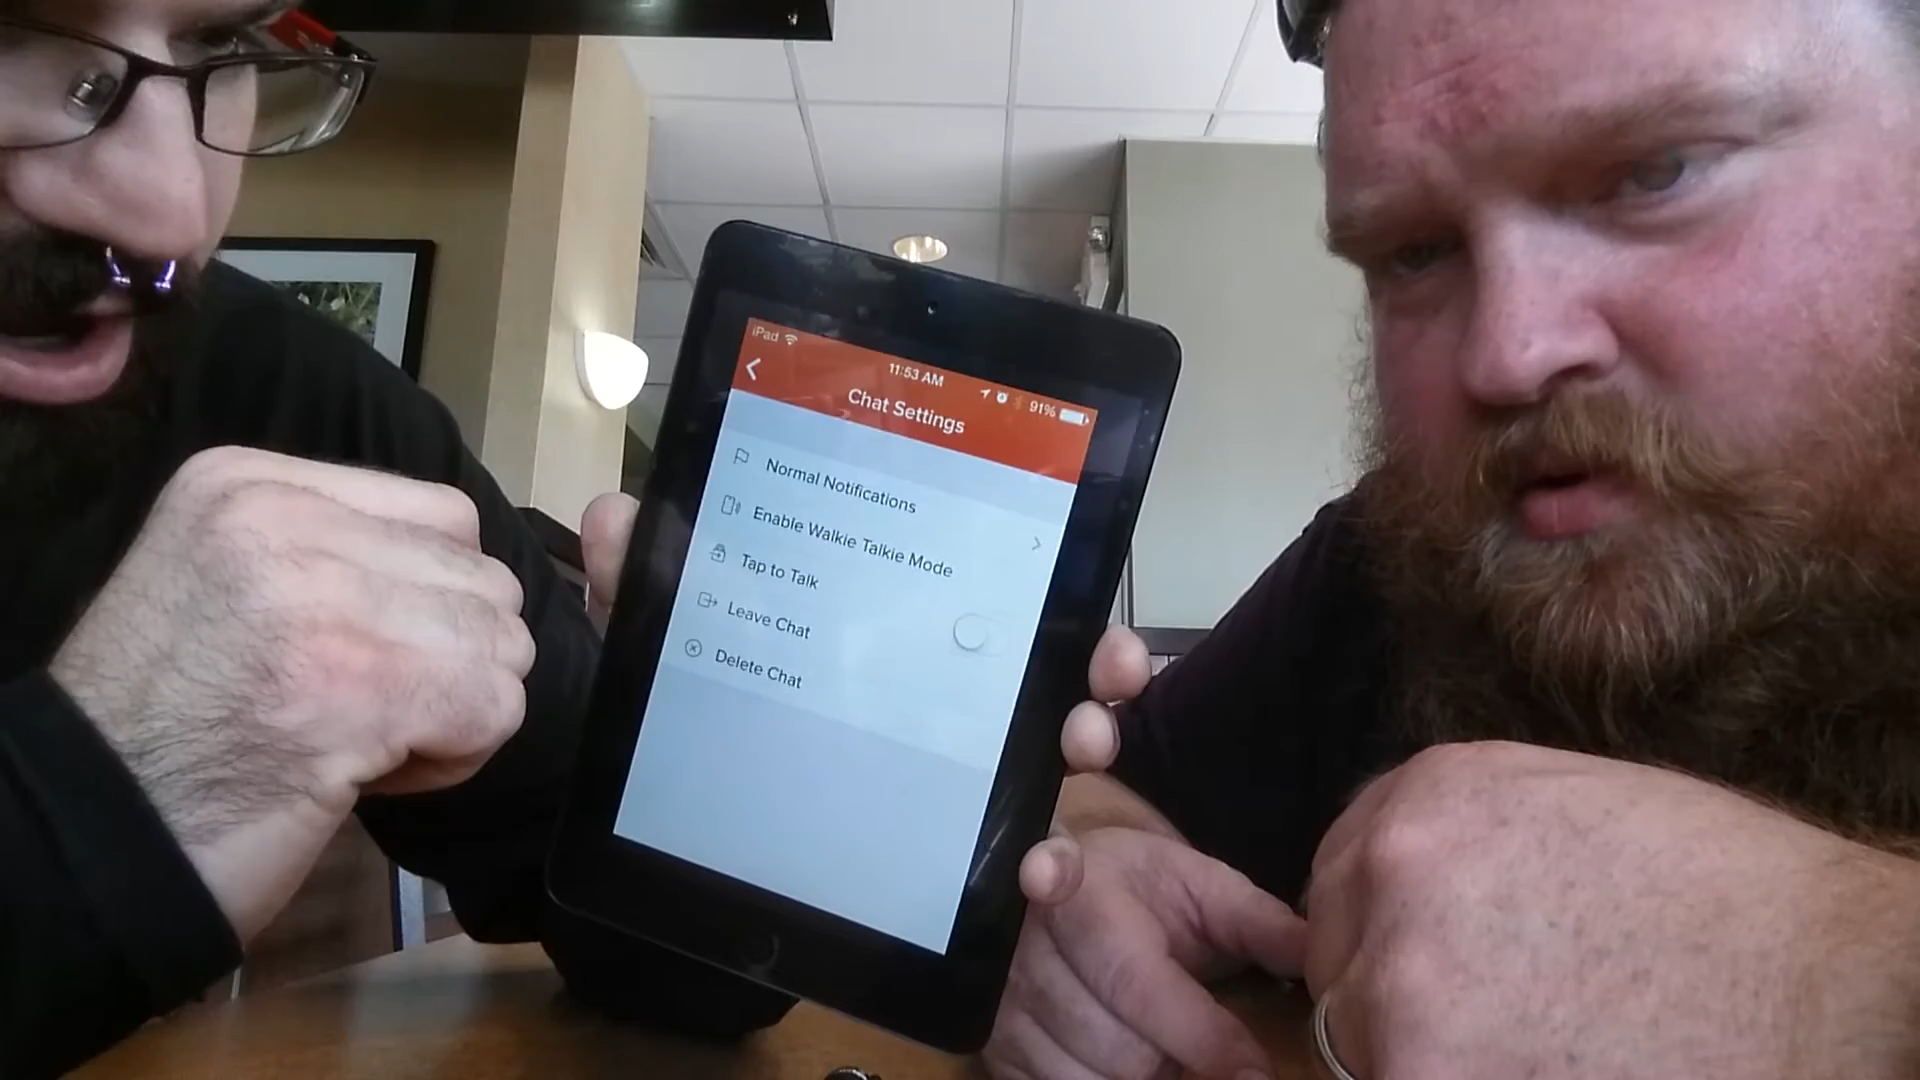 iPad
11:53 AM
91%
Chat Settings
Normal Notifications
Enable Walkie Talkie Mode
Tap to Talk
Leave Chat
Delete Chat